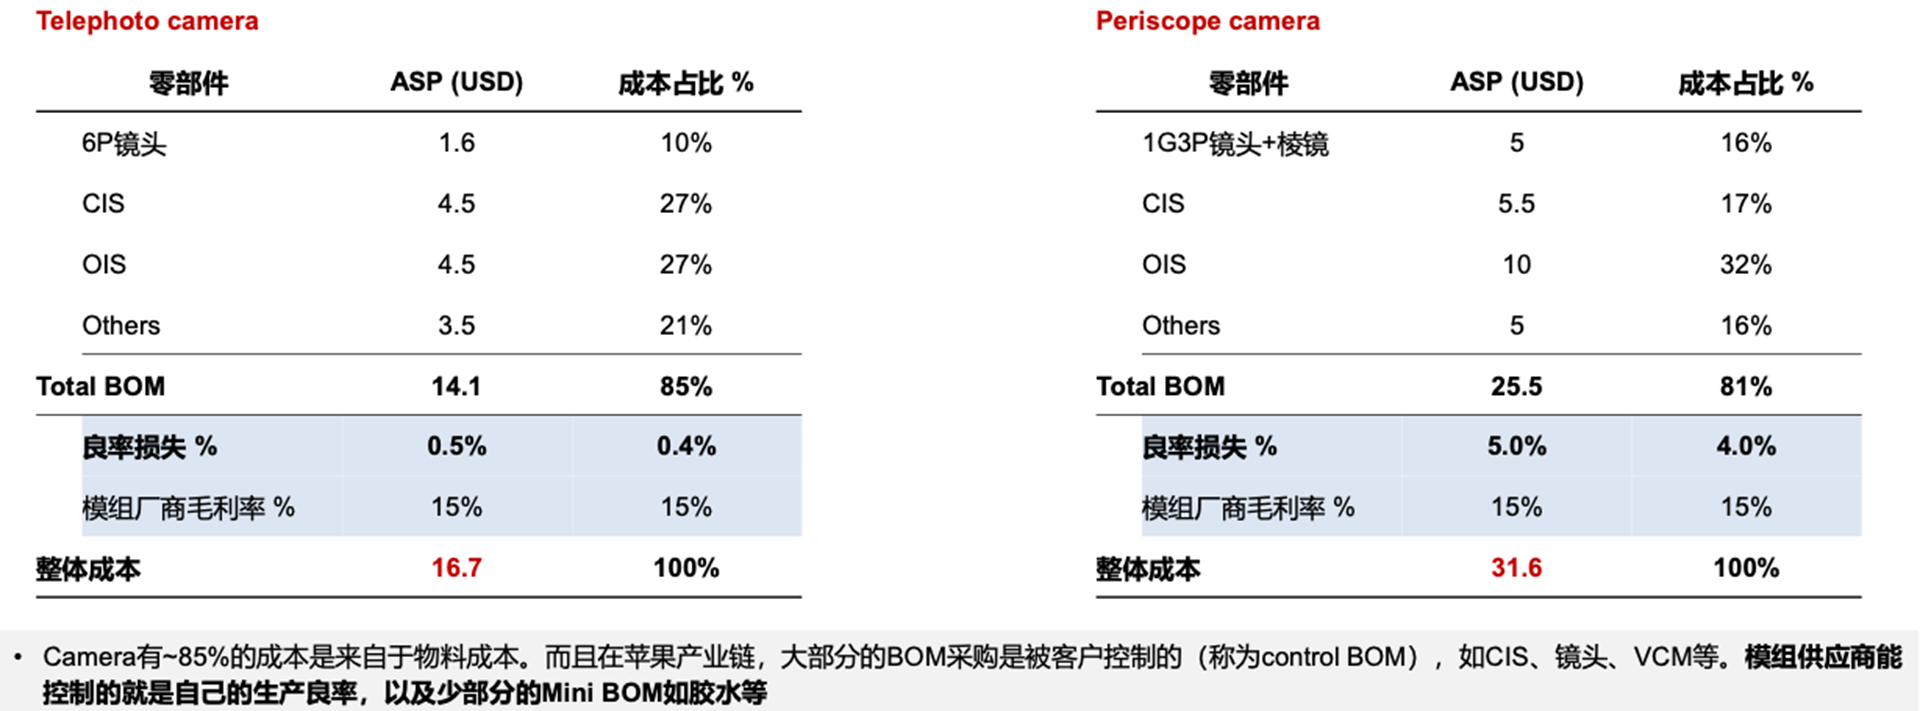 Telephoto camera
零部件 ASP (USD) 成本占比 %
6P镜头 1.6 10%
CIS 4.5 27%
OIS 4.5 27%
Others 3.5 21%
Total BOM 14.1 85%
良率损失 % 0.5% 0.4%
模组厂商毛利率 % 15% 15%
整体成本 16.7 100%
Periscope camera
零部件 ASP (USD) 成本占比 %
1G3P镜头+棱镜 5 16%
CIS 5.5 17%
OIS 10 32%
Others 5 16%
Total BOM 25.5 81%
良率损失 % 5.0% 4.0%
模组厂商毛利率 % 15% 15%
整体成本 31.6 100%
• Camera有~85%的成本是来自于物料成本。而且在苹果产业链，大部分的BOM采购是被客户控制的（称为control BOM），如CIS、镜头、VCM等。模组供应商能
控制的就是自己的生产良率，以及少部分的Mini BOM如胶水等